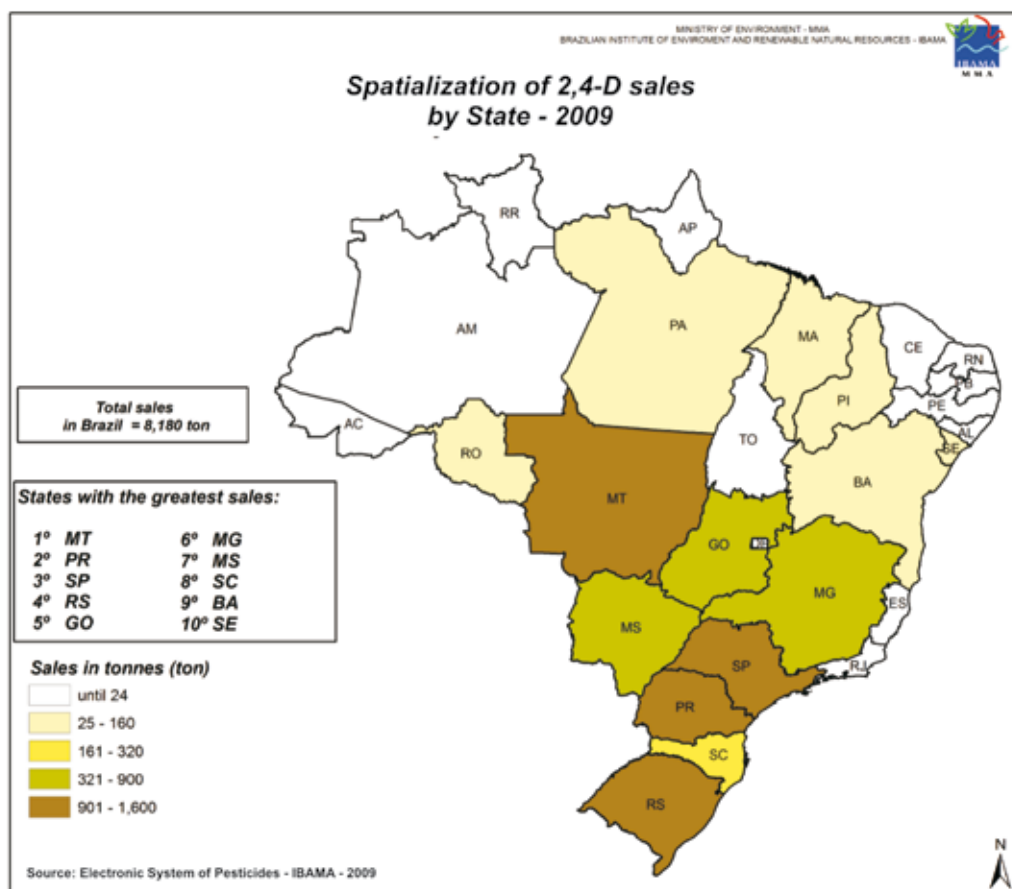 MINISTRY OF ENVIRONMENT - MMA
BRAZILIAN INSTITUTE OF ENVIROMENT AND RENEWABLE NATURAL RESOURCES - IBAMA
IBAMA
M M A
Spatialization of 2,4-D sales
by State - 2009
RR
AP
AM
PA
MA
CE
RN
PB
PE
PI
AL
SE
AC
RO
TO
BA
MT
GO
DF
MG
ES
MS
SP
RJ
PR
SC
RS
Total sales
in Brazil = 8,180 ton
States with the greatest sales:
1º MT 6º MG
2º PR 7º MS
3º SP 8º SC
4º RS 9º BA
5º GO 10º SE
Sales in tonnes (ton)
until 24
25 - 160
161 - 320
321 - 900
901 - 1,600
Source: Electronic System of Pesticides - IBAMA - 2009
N